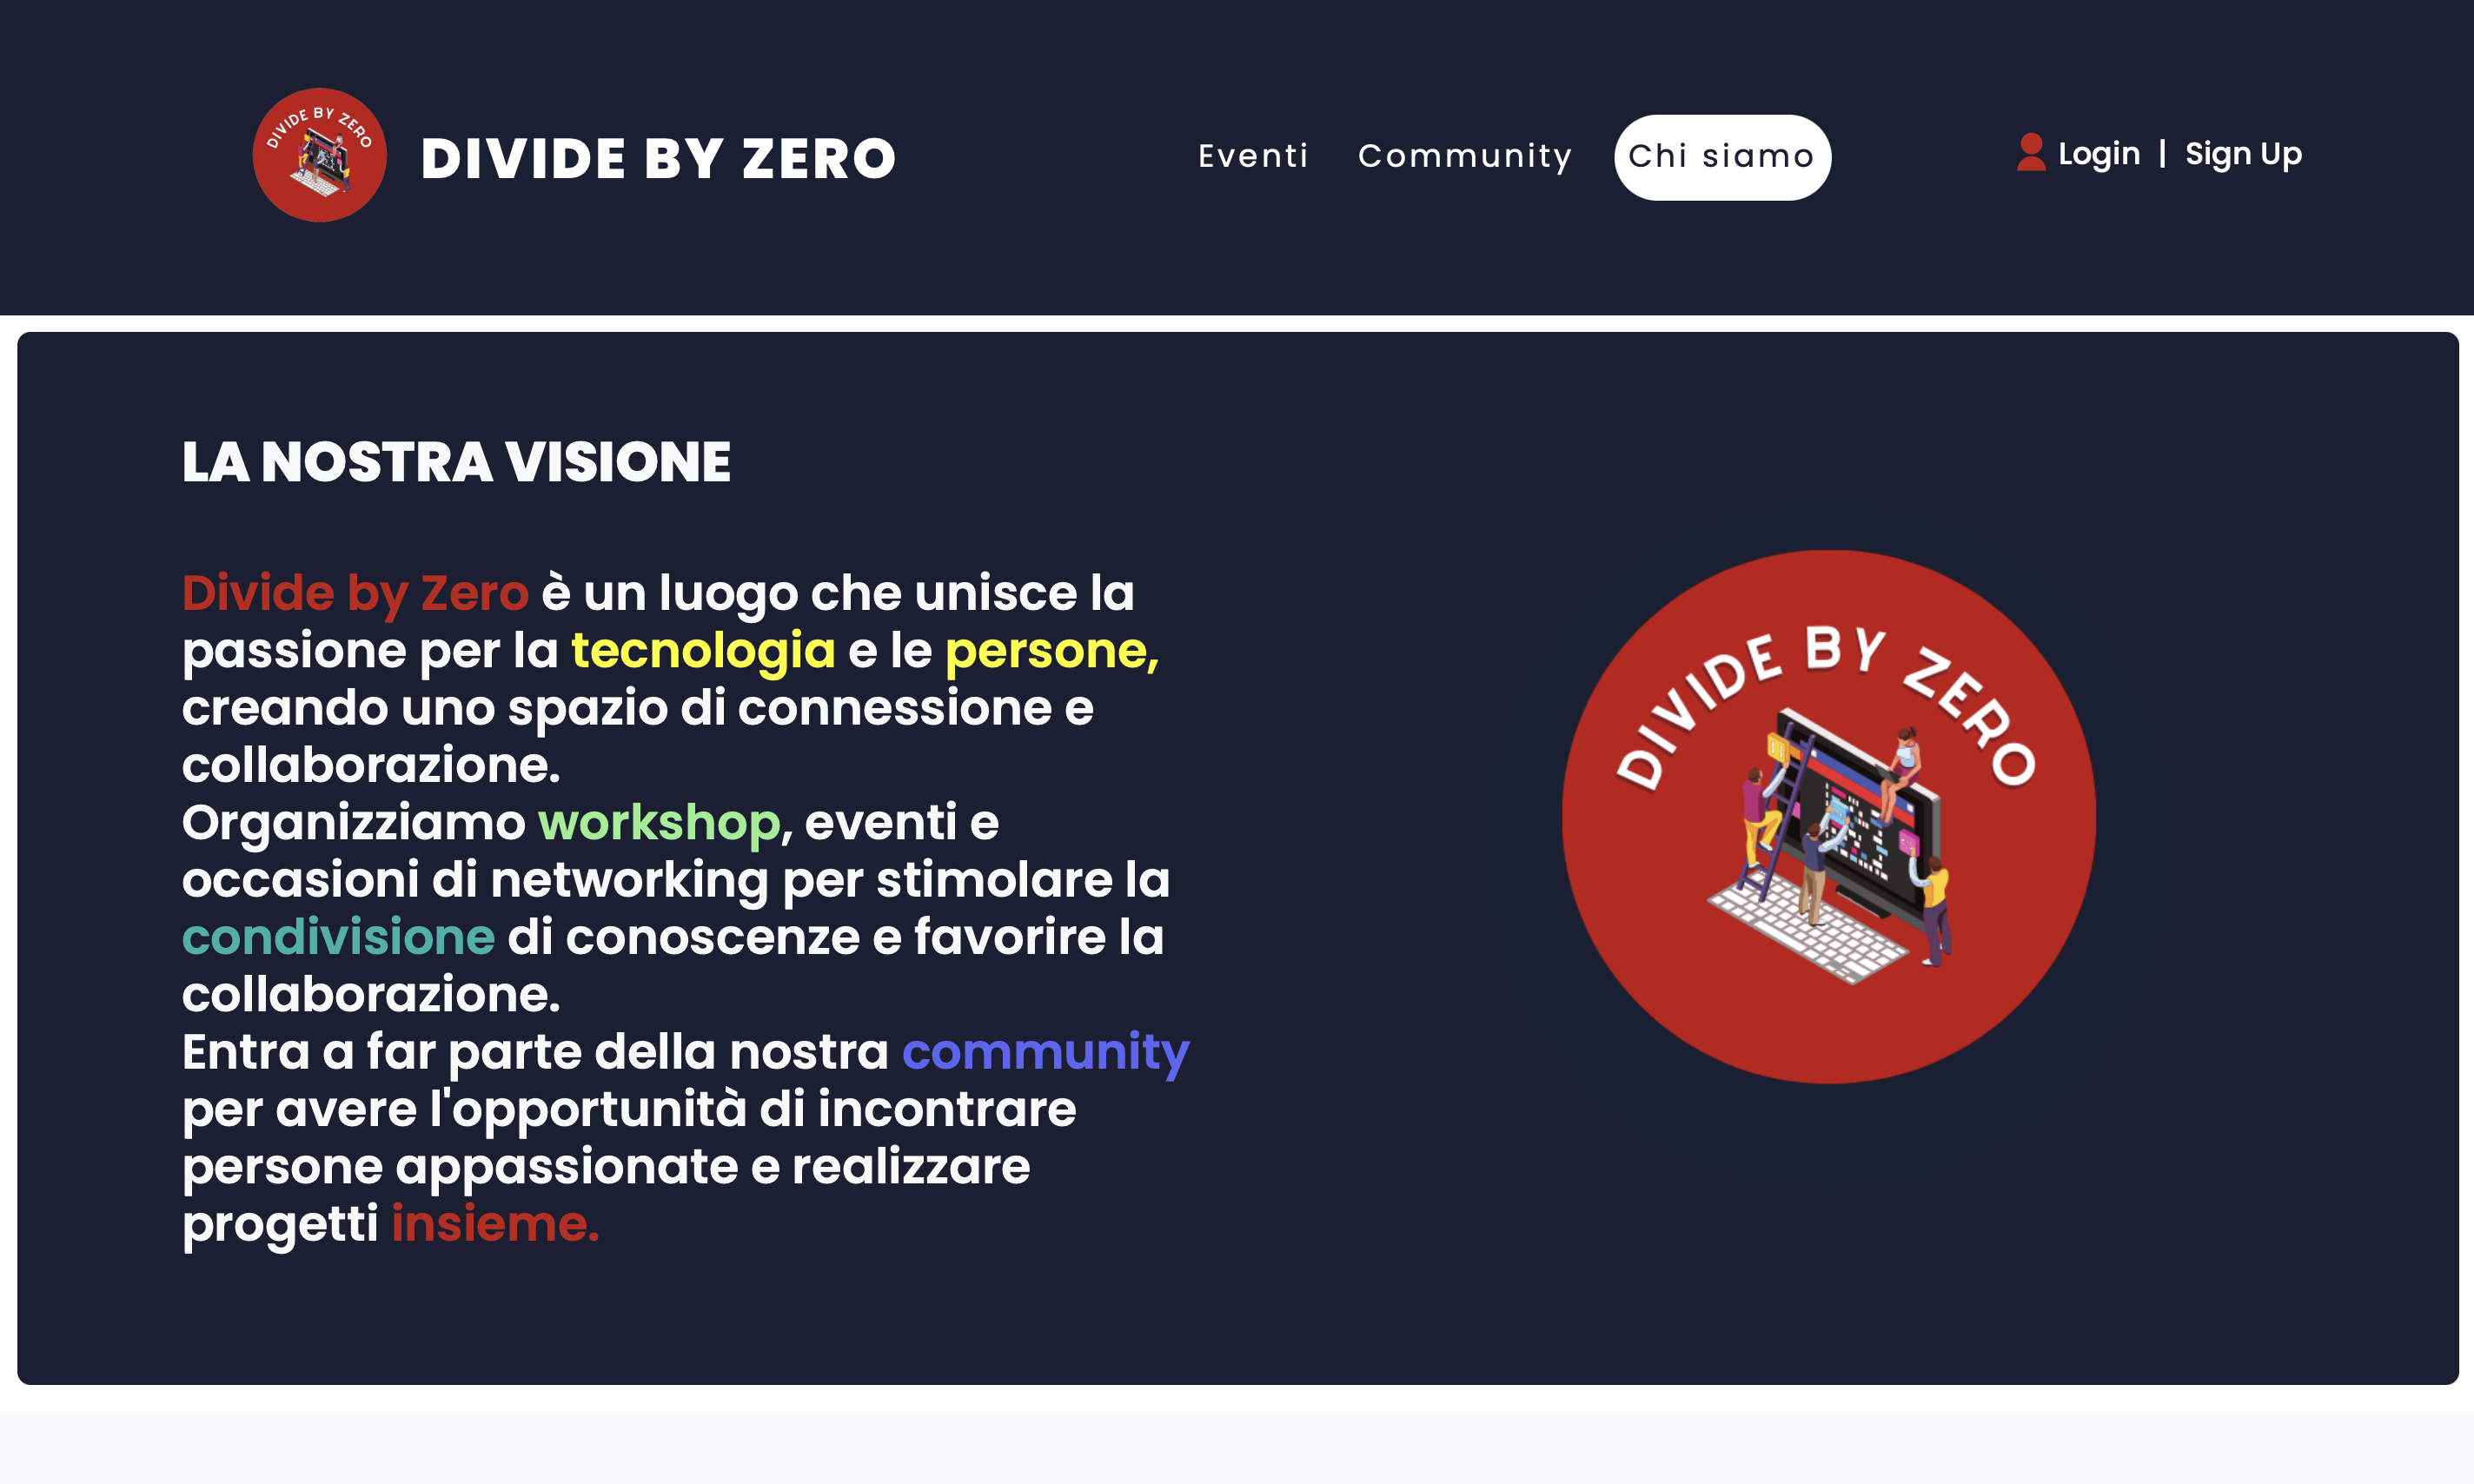 DIVIDE BY ZERO
DIVIDE BY ZERO
Eventi
Community
Chi siamo
Login | Sign Up
LA NOSTRA VISIONE
Divide by Zero è un luogo che unisce la
passione per la tecnologia e le persone,
creando uno spazio di connessione e
collaborazione.
Organizziamo workshop, eventi e
occasioni di networking per stimolare la
condivisione di conoscenze e favorire la
collaborazione.
Entra a far parte della nostra community
per avere l'opportunità di incontrare
persone appassionate e realizzare
progetti insieme.
DIVIDE BY ZERO